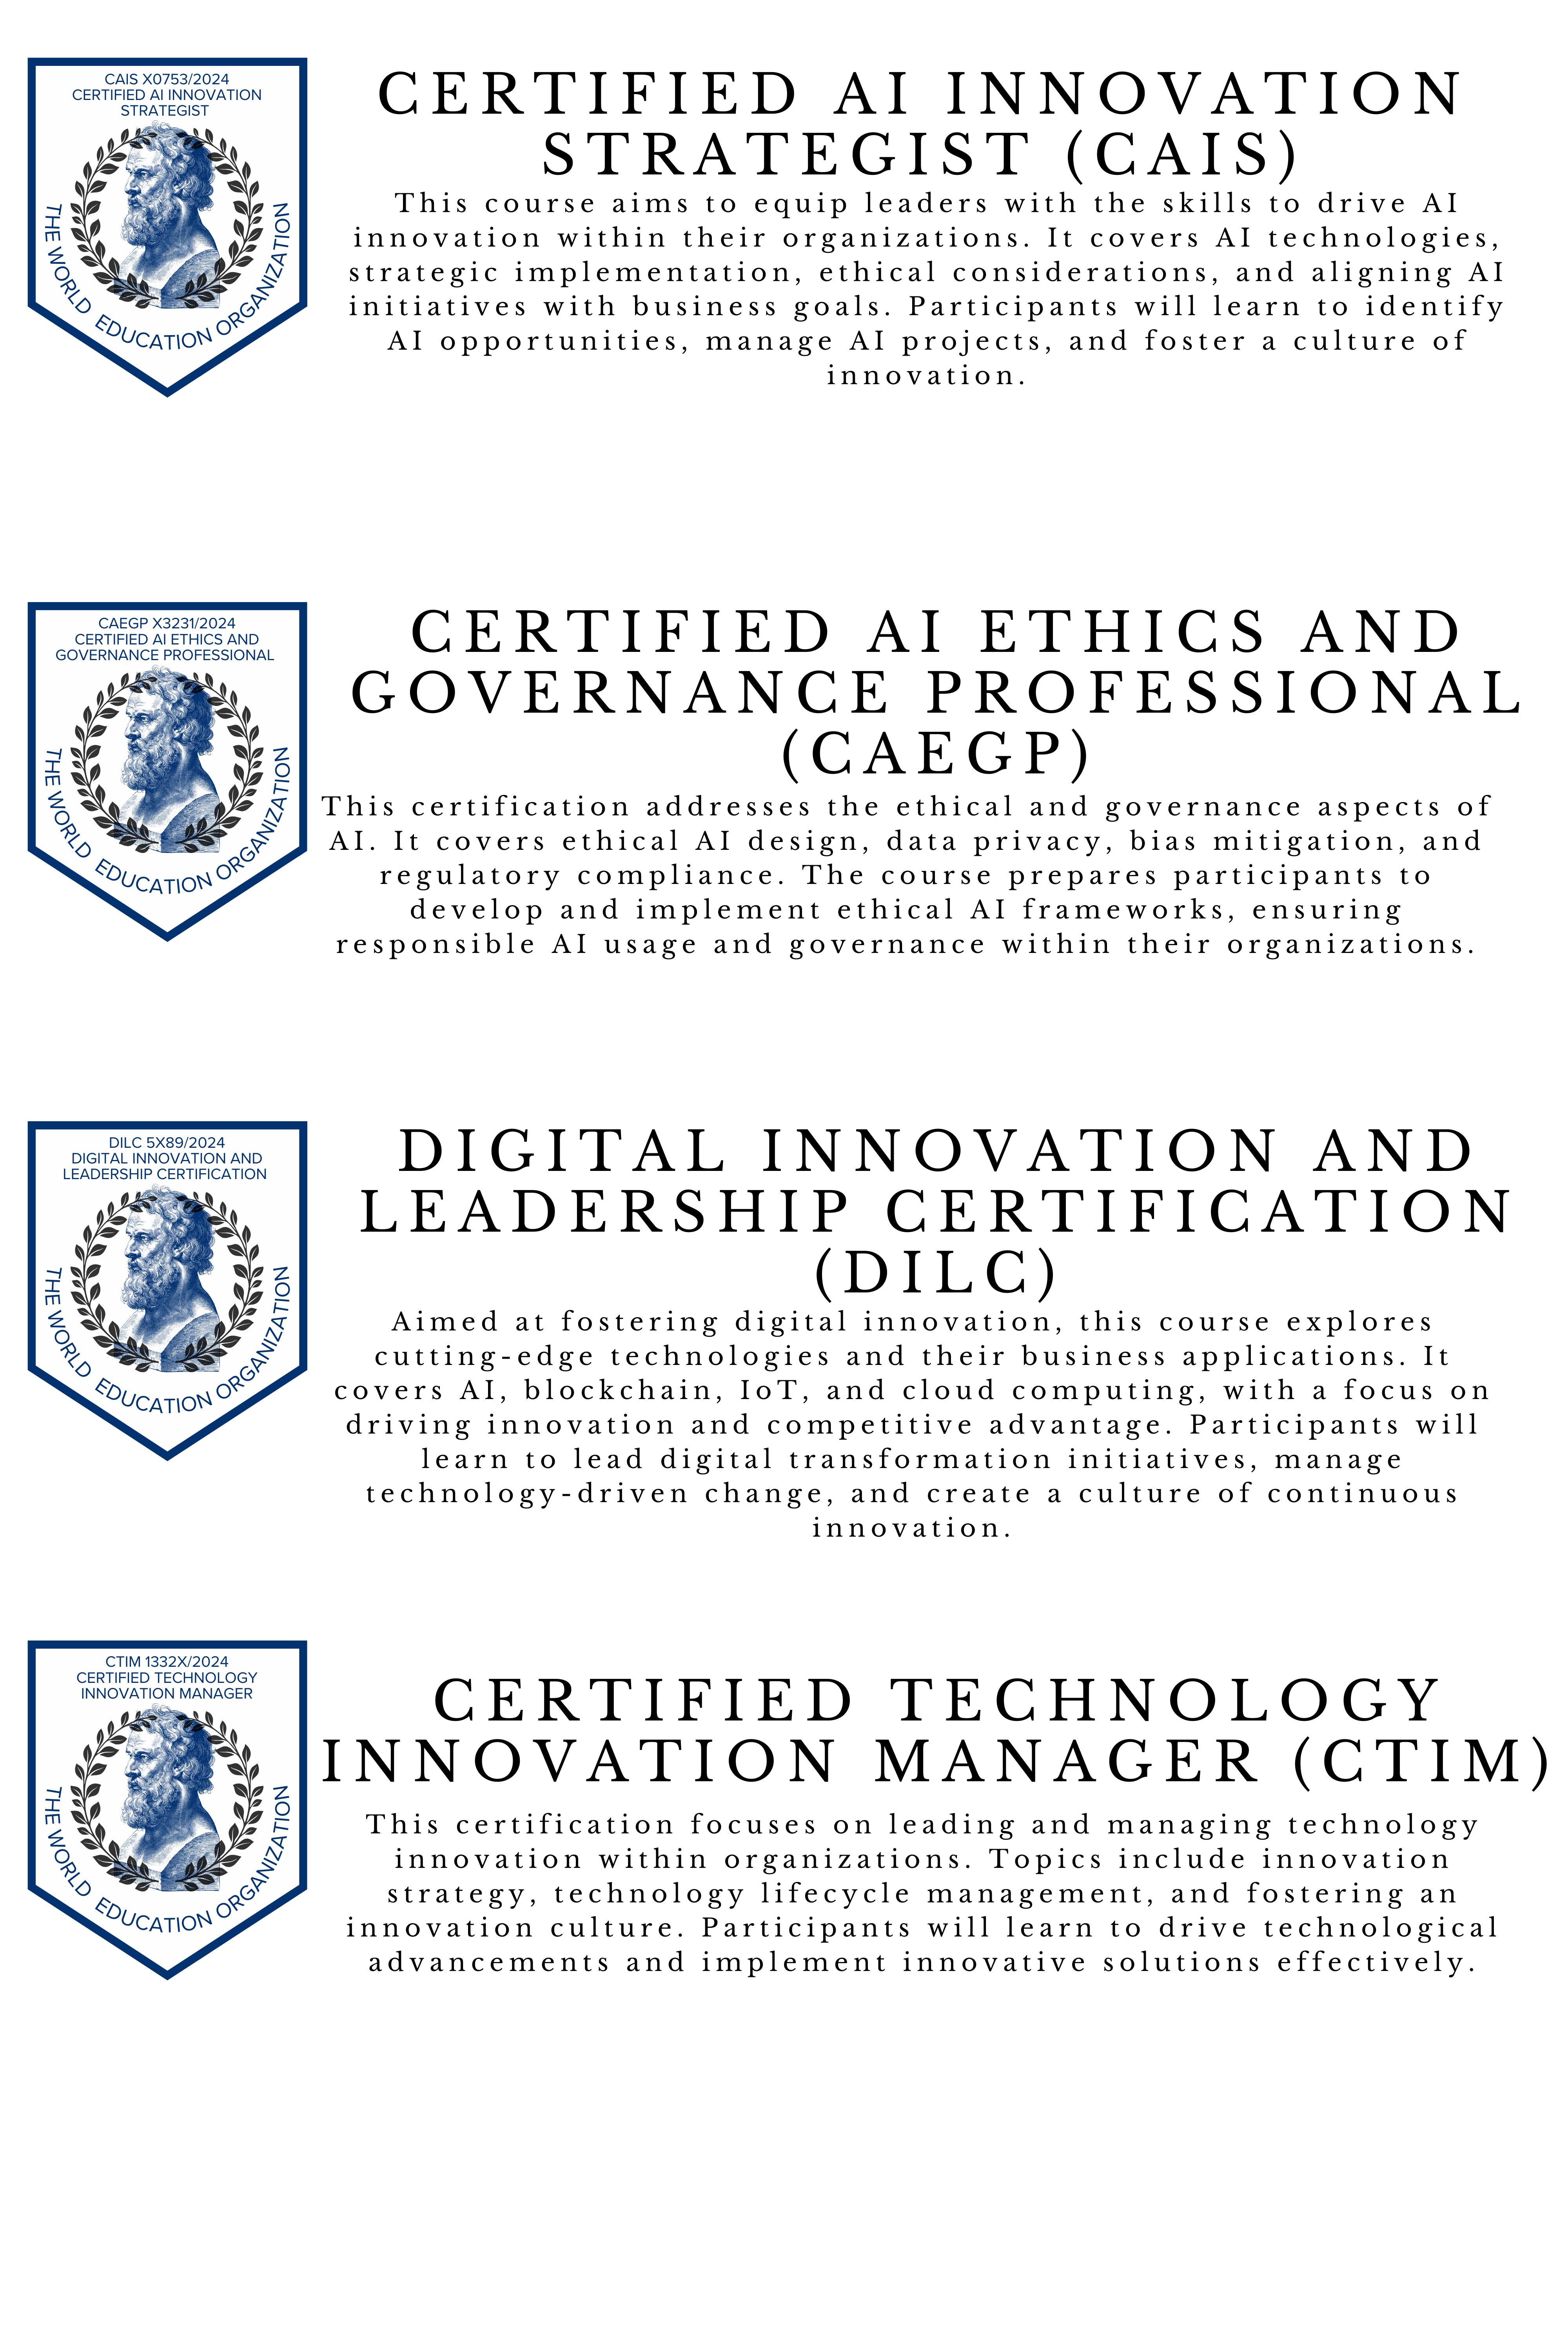 CAIS X0753/2024
CERTIFIED AI INNOVATION
STRATEGIST
THE WORLD EDUCATION ORGANIZATION
CERTIFIED AI INNOVATION
STRATEGIST (CAIS)
This course aims to equip leaders with the skills to drive AI
innovation within their organizations. It covers AI technologies,
strategic implementation, ethical considerations, and aligning AI
initiatives with business goals. Participants will learn to identify
AI opportunities, manage AI projects, and foster a culture of
innovation.
CAEGP X3231/2024
CERTIFIED AI ETHICS AND
GOVERNANCE PROFESSIONAL
THE WORLD EDUCATION ORGANIZATION
CERTIFIED AI ETHICS AND
GOVERNANCE PROFESSIONAL
(CAEGP)
This certification addresses the ethical and governance aspects of
AI. It covers ethical AI design, data privacy, bias mitigation, and
regulatory compliance. The course prepares participants to
develop and implement ethical AI frameworks, ensuring
responsible AI usage and governance within their organizations.
DILC 5X89/2024
DIGITAL INNOVATION AND
LEADERSHIP CERTIFICATION
THE WORLD EDUCATION ORGANIZATION
DIGITAL INNOVATION AND
LEADERSHIP CERTIFICATION
(DILC)
Aimed at fostering digital innovation, this course explores
cutting-edge technologies and their business applications. It
covers AI, blockchain, IoT, and cloud computing, with a focus on
driving innovation and competitive advantage. Participants will
learn to lead digital transformation initiatives, manage
technology-driven change, and create a culture of continuous
innovation.
CTIM 1332X/2024
CERTIFIED TECHNOLOGY
INNOVATION MANAGER
THE WORLD EDUCATION ORGANIZATION
CERTIFIED TECHNOLOGY
INNOVATION MANAGER (CTIM)
This certification focuses on leading and managing technology
innovation within organizations. Topics include innovation
strategy, technology lifecycle management, and fostering an
innovation culture. Participants will learn to drive technological
advancements and implement innovative solutions effectively.